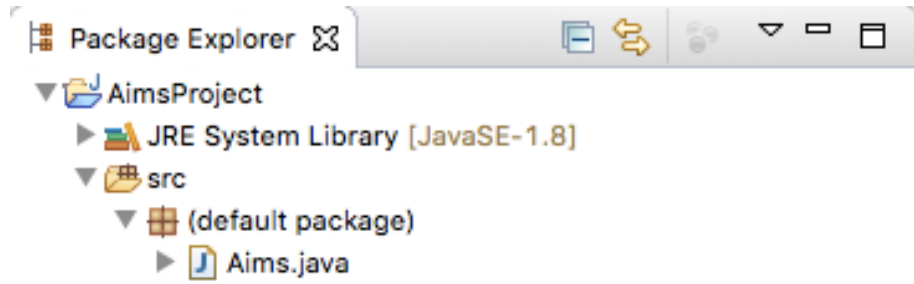 Package Explorer
AimsProject
JRE System Library [JavaSE-1.8]
src
(default package)
Aims.java